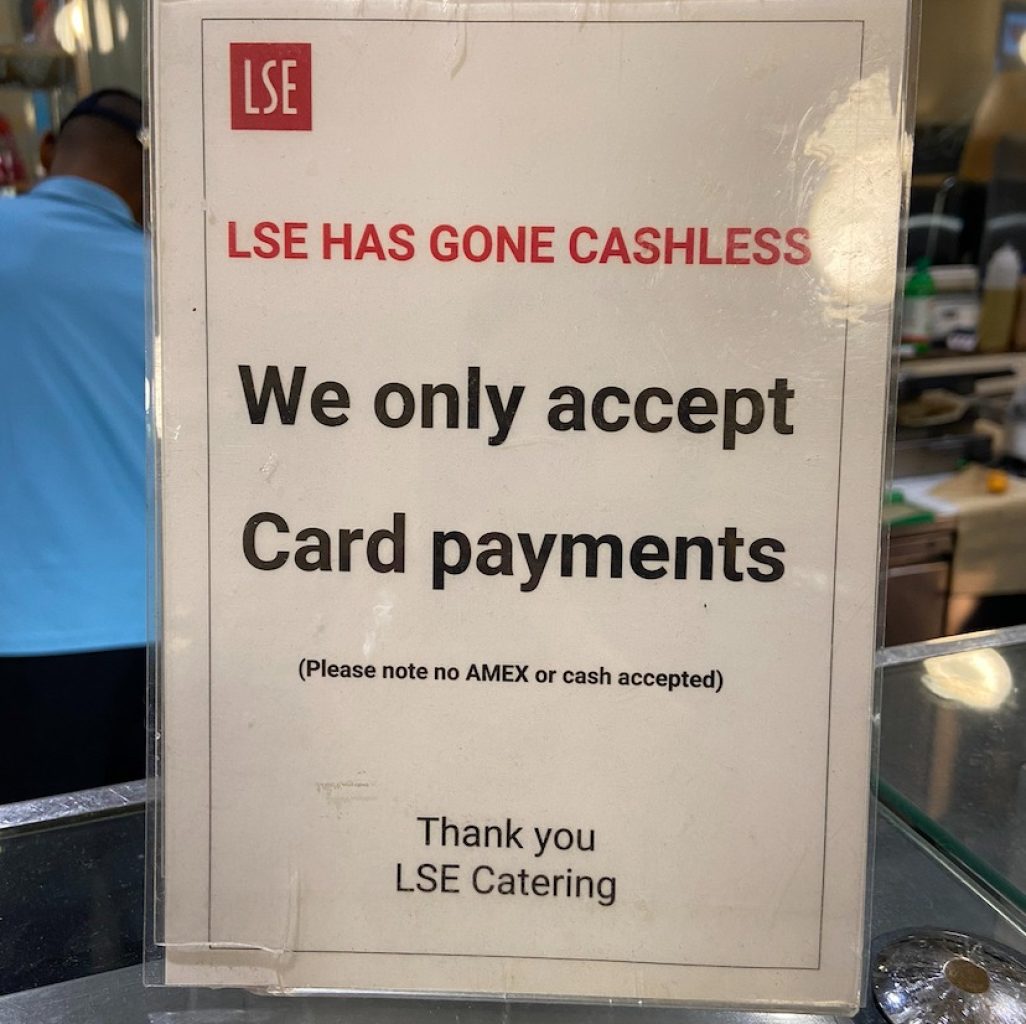 LSE
LSE HAS GONE CASHLESS
We only accept
Card payments
(Please note no AMEX or cash accepted)
Thank you
LSE Catering